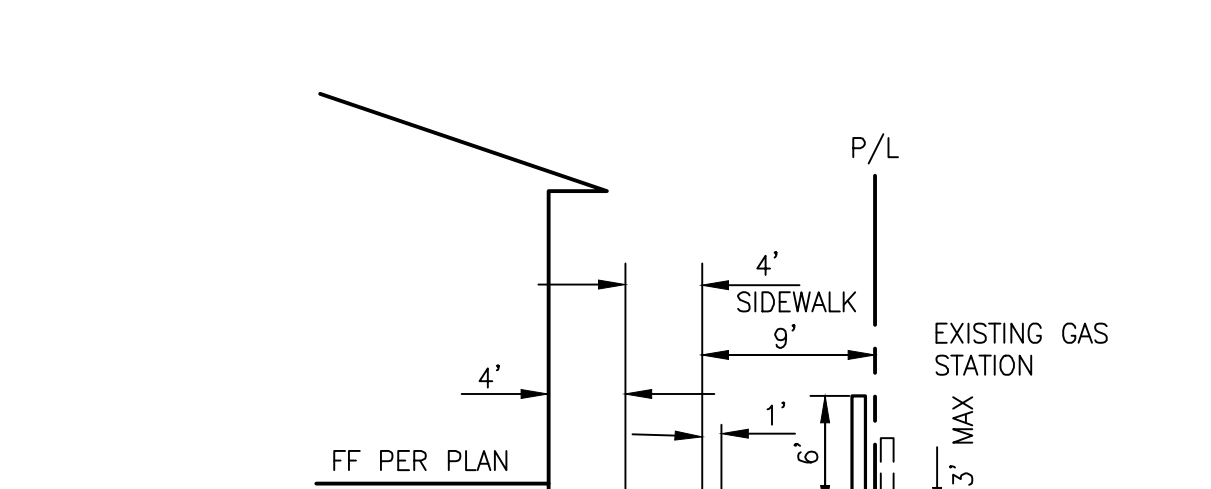 P/L
4’
SIDEWALK
9’
EXISTING GAS
STATION
4’
1’
6’
3’ MAX
FF PER PLAN